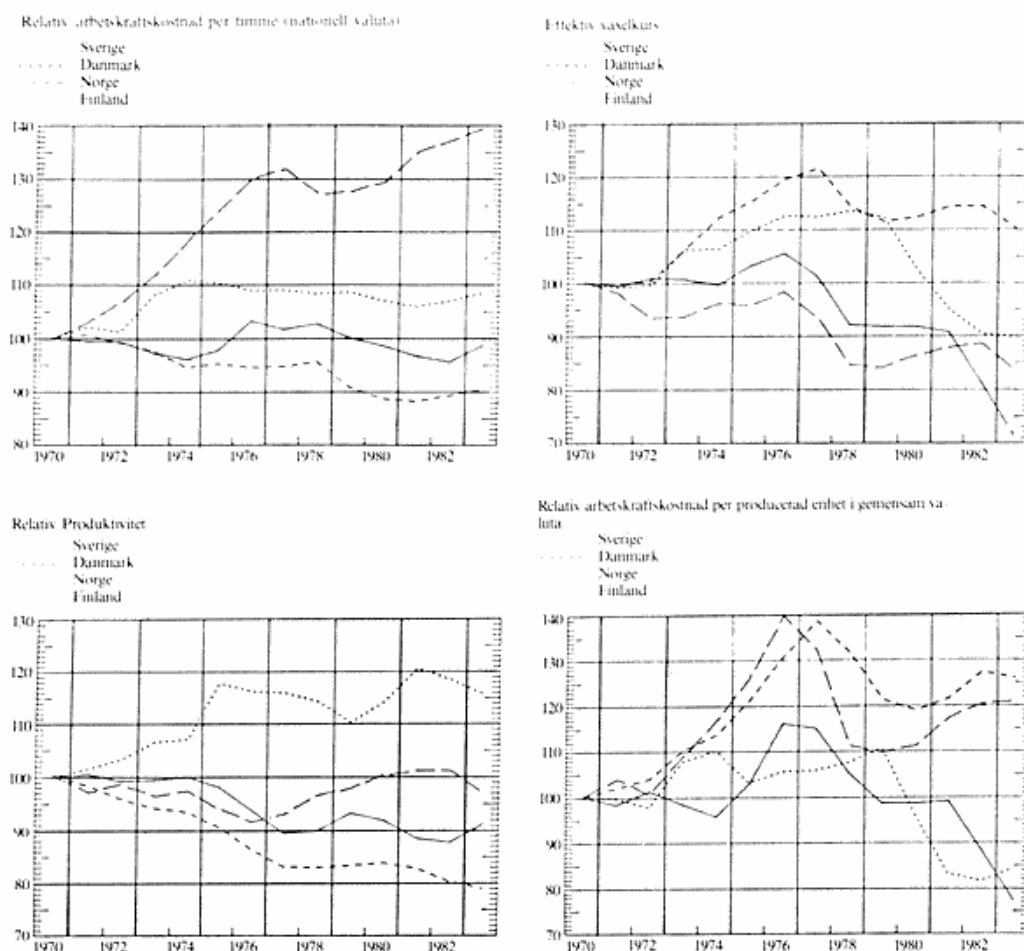 Relativ arbetskraftskostnad per timme (nationell valuta)
Sverige
Danmark
Norge
Finland
140
130
120
110
100
90
80
1970 1972 1974 1976 1978 1980 1982
Effektiv växelkurs
Sverige
Danmark
Norge
Finland
130
120
110
100
90
80
70
1970 1972 1974 1976 1978 1980 1982
Relativ Produktivitet
Sverige
Danmark
Norge
Finland
130
120
110
100
90
80
70
1970 1972 1974 1976 1978 1980 1982
Relativ arbetskraftskostnad per producerad enhet i gemensam va-
luta
Sverige
Danmark
Norge
Finland
140
130
120
110
100
90
80
70
1970 1972 1974 1976 1978 1980 1982